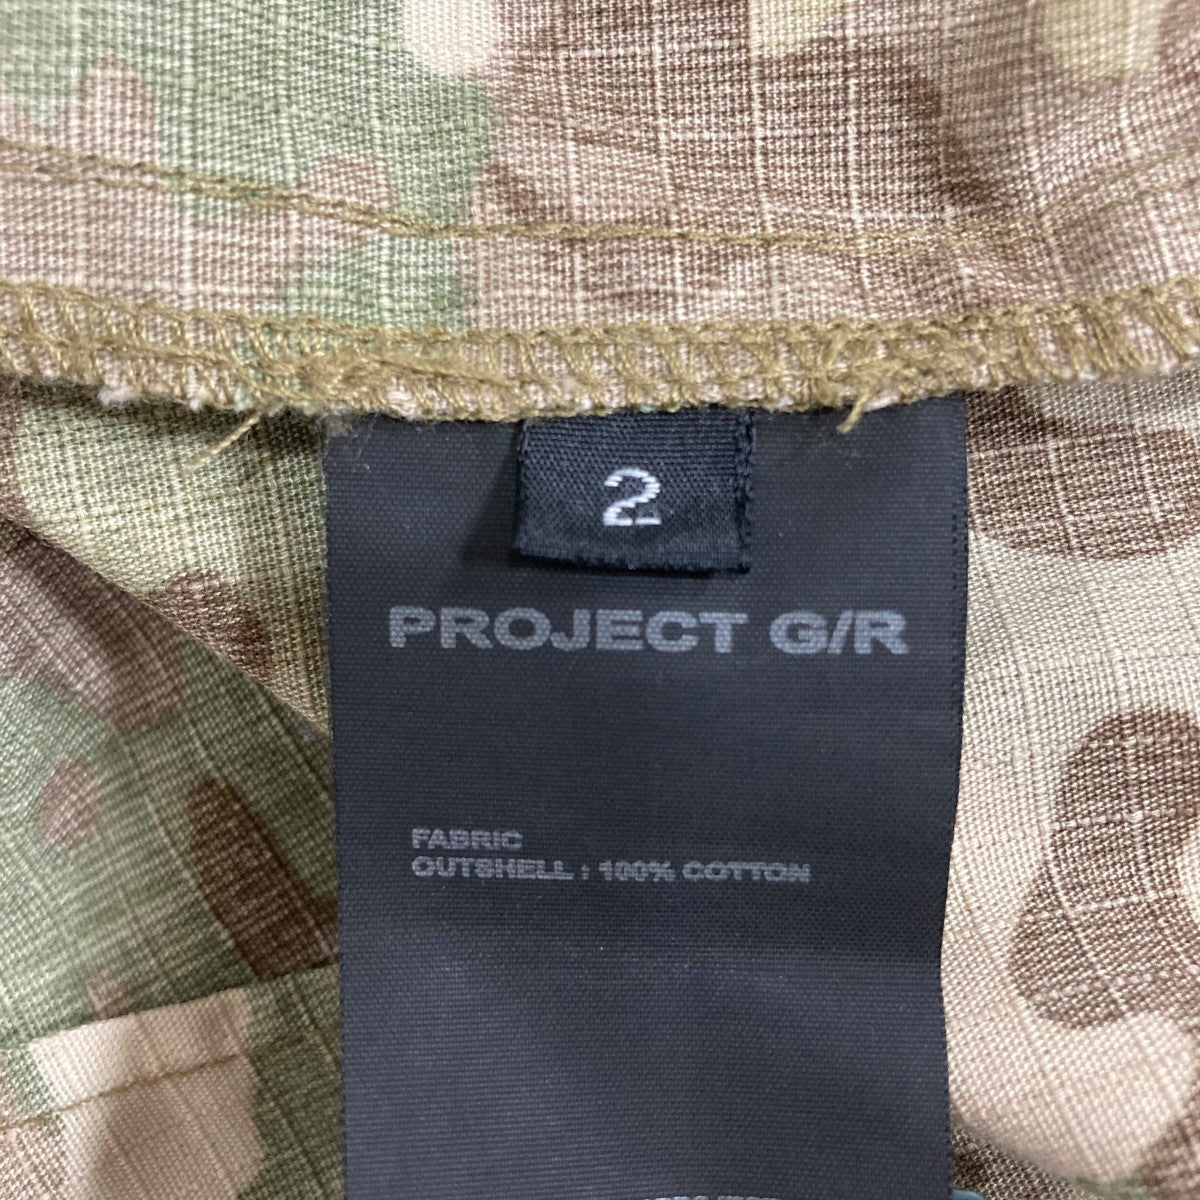 2
PROJECT G/R
FABRIC
OUTSHELL : 100% COTTON